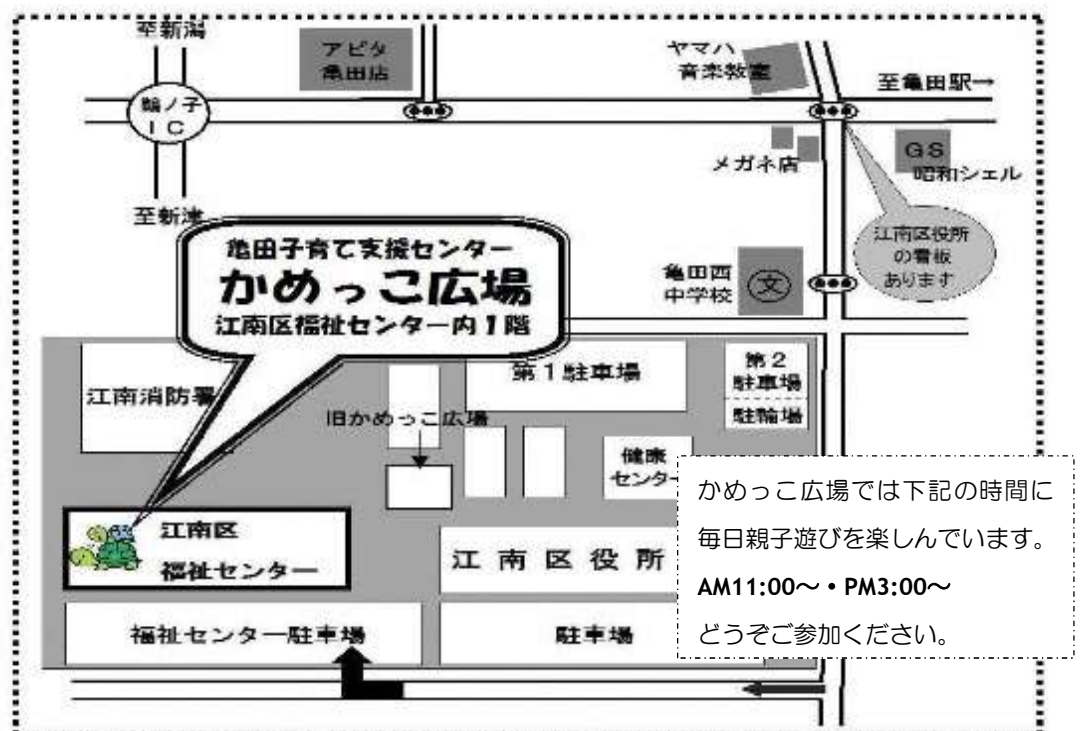 至新潟
アピタ
亀田店
ヤマハ
音楽教室
至亀田駅→
鵜ノ子
IC
メガネ店
GS
昭和シェル
至新津
江南区役所
の看板
あります
亀田子育て支援センター
かめっこ広場
江南区福祉センター内1階
亀田西
中学校
文
江南消防署
第1駐車場
第2
駐車場
駐輪場
旧かめっこ広場
健康
センター
江南区
福祉センター
江南区役所
福祉センター駐車場
駐車場
かめっこ広場では下記の時間に
毎日親子遊びを楽しんでいます。
AM11:00～・PM3:00～
どうぞご参加ください。